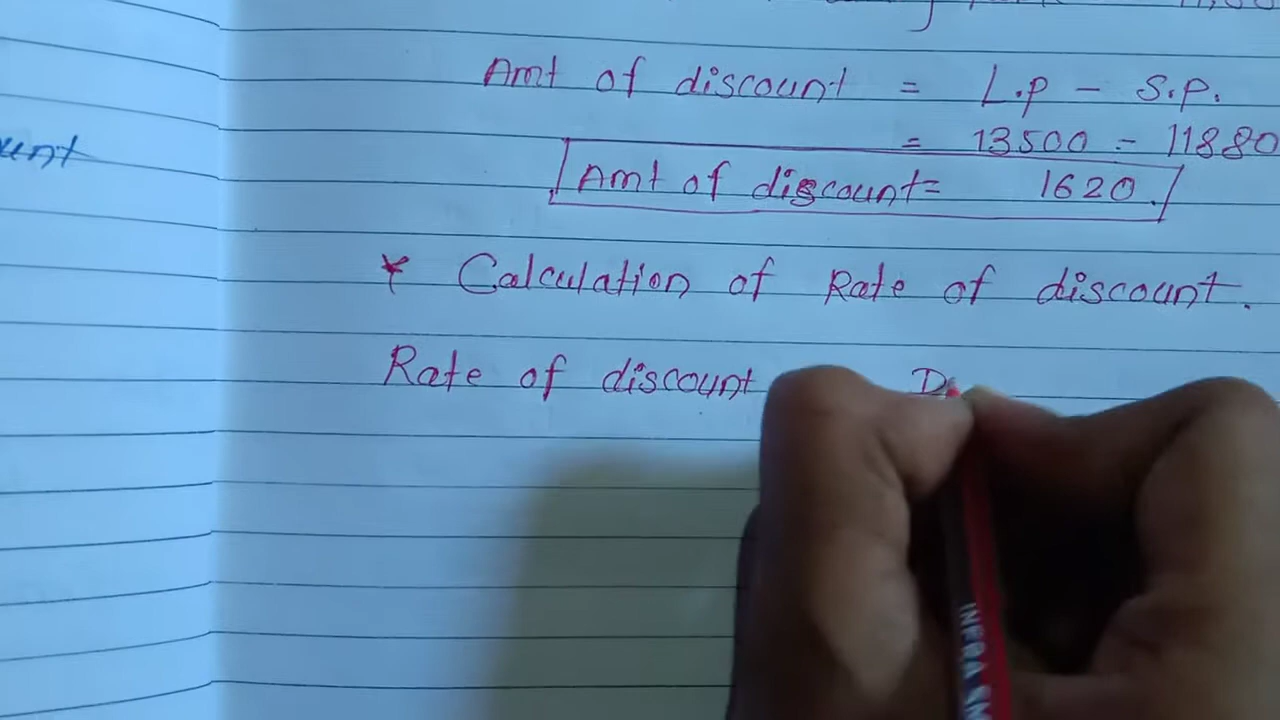 Amt of discount = L.p - S.p.
= 13500 - 11880
Amt of discount = 1620.
* Calculation of Rate of discount.
Rate of discount